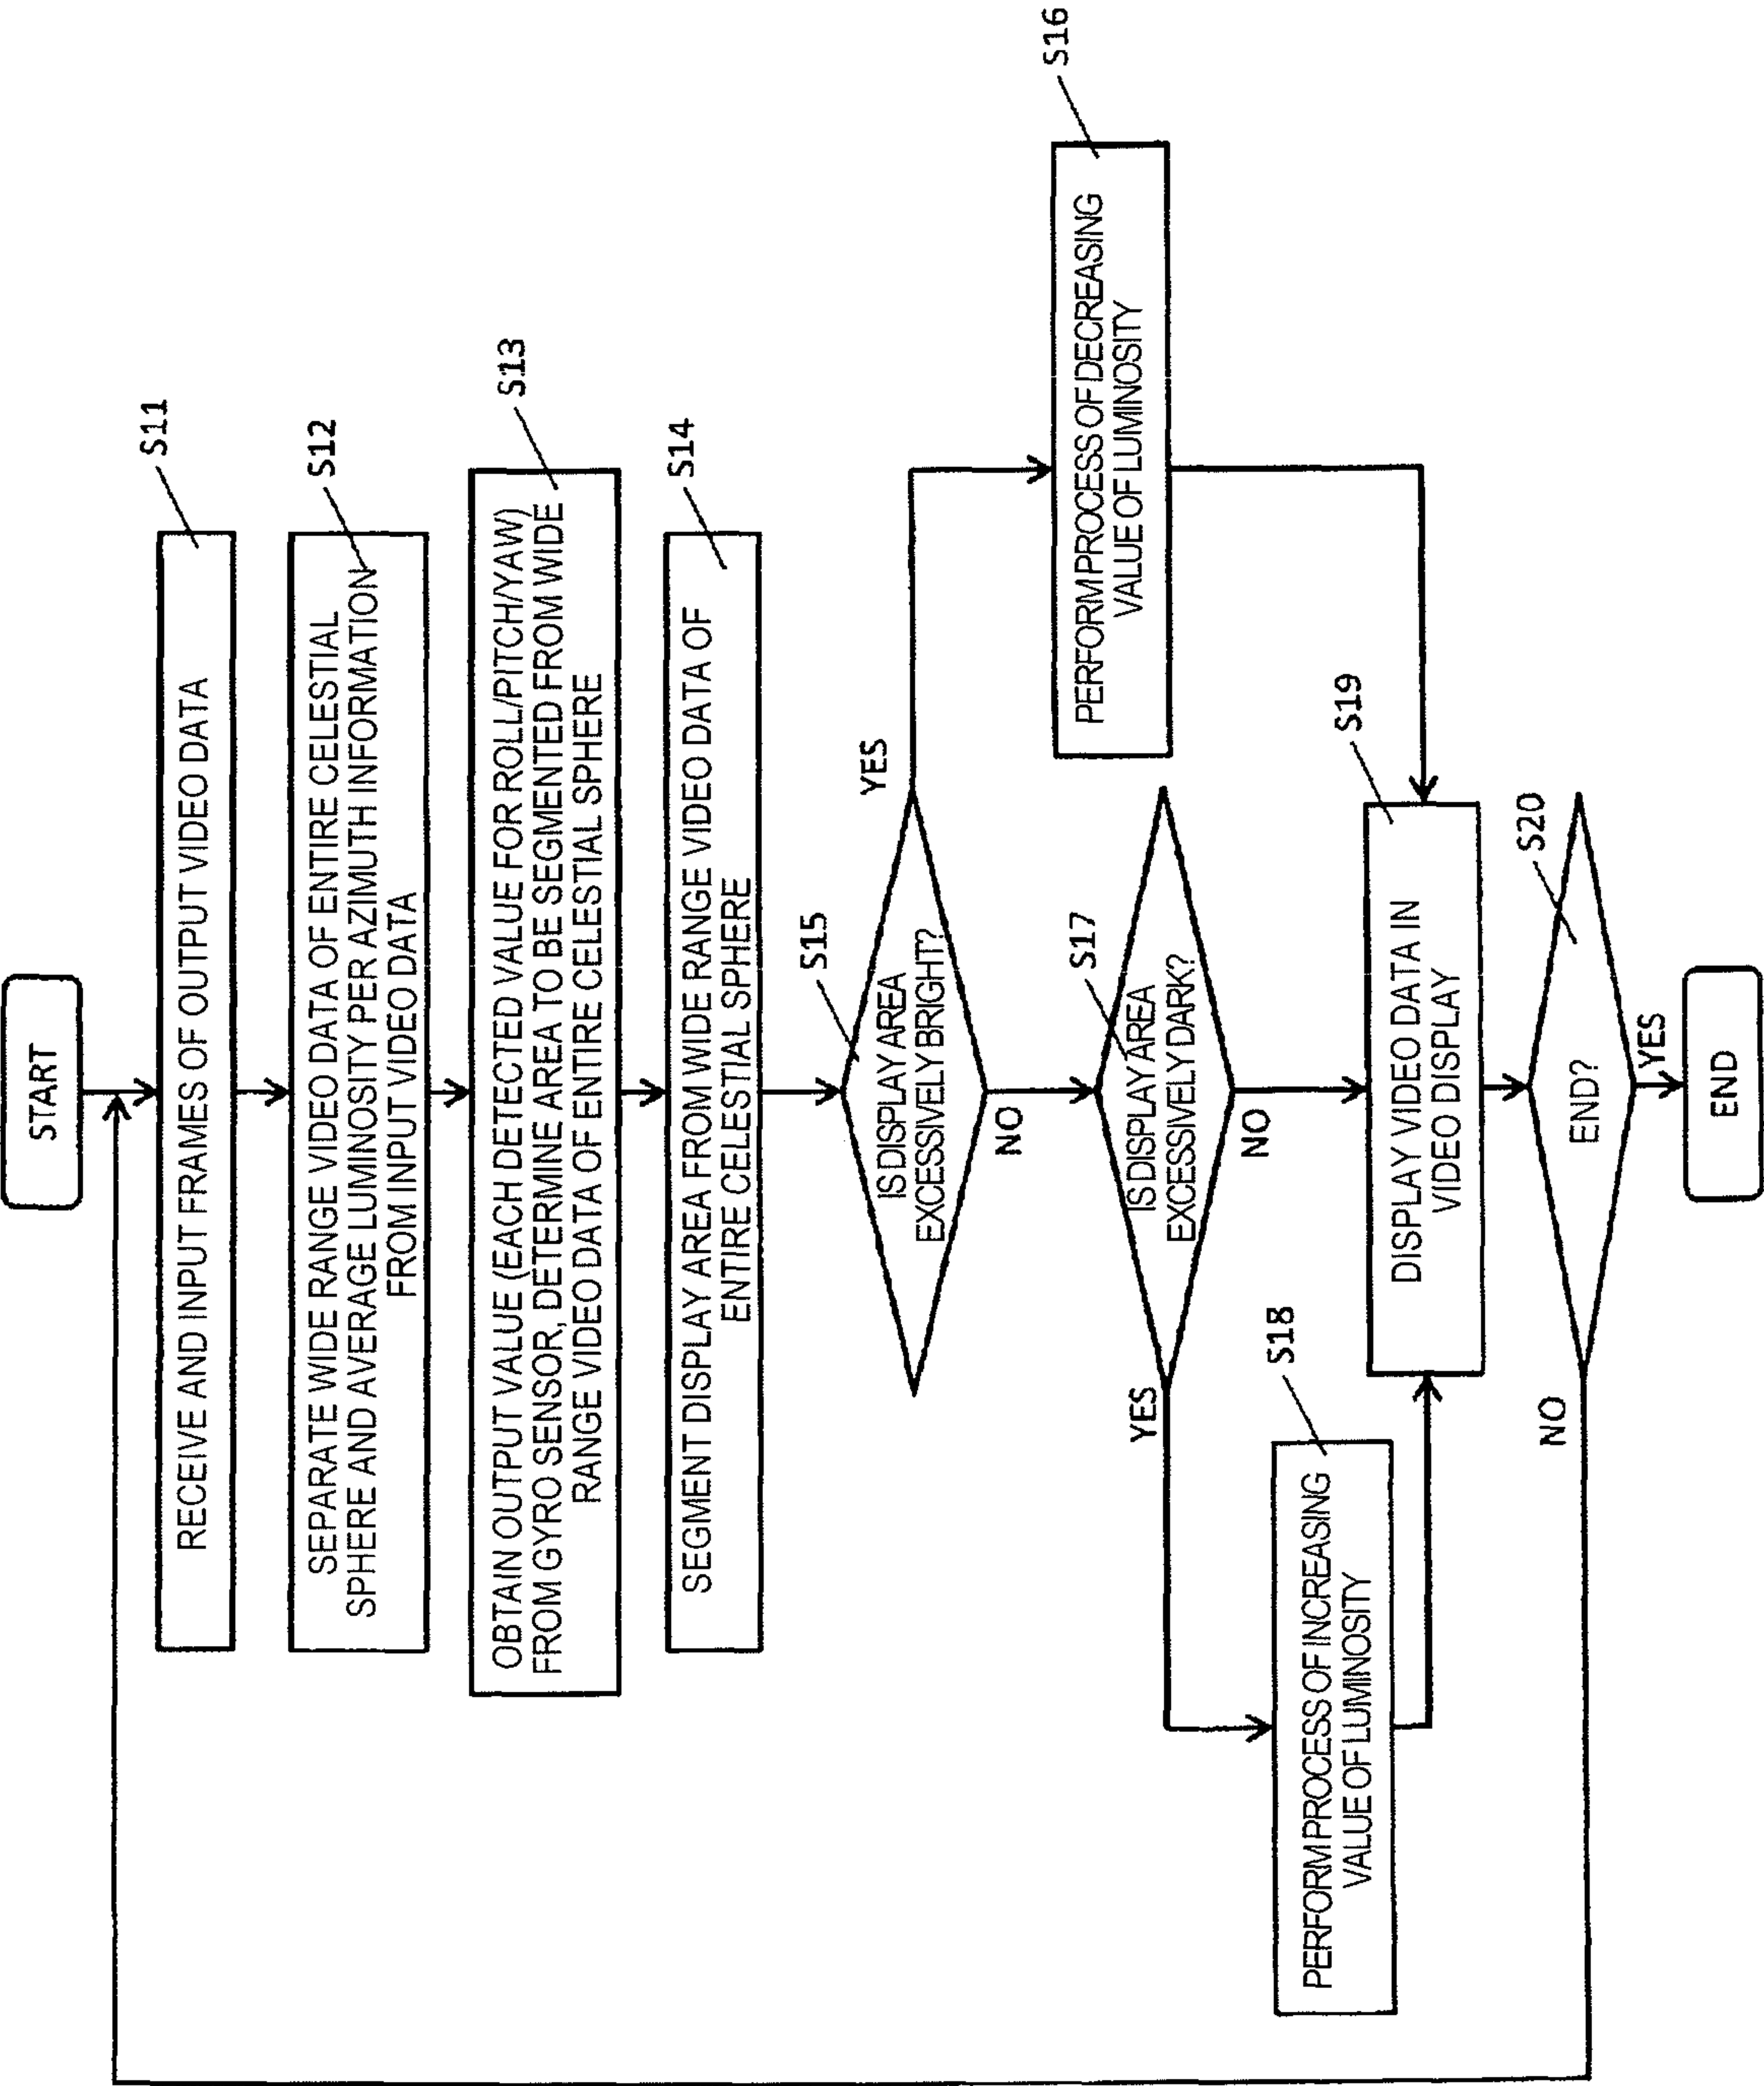 START
S11
RECEIVE AND INPUT FRAMES OF OUTPUT VIDEO DATA
S12
SEPARATE WIDE RANGE VIDEO DATA OF ENTIRE CELESTIAL
SPHERE AND AVERAGE LUMINOSITY PER AZIMUTH INFORMATION
FROM INPUT VIDEO DATA
S13
OBTAIN OUTPUT VALUE (EACH DETECTED VALUE FOR ROLL/PITCH/YAW)
FROM GYRO SENSOR, DETERMINE AREA TO BE SEGMENTED FROM WIDE
RANGE VIDEO DATA OF ENTIRE CELESTIAL SPHERE
S14
SEGMENT DISPLAY AREA FROM WIDE RANGE VIDEO DATA OF
ENTIRE CELESTIAL SPHERE
S15
IS DISPLAY AREA
EXCESSIVELY BRIGHT?
YES
NO
S16
PERFORM PROCESS OF DECREASING
VALUE OF LUMINOSITY
S17
IS DISPLAY AREA
EXCESSIVELY DARK?
YES
NO
S18
PERFORM PROCESS OF INCREASING
VALUE OF LUMINOSITY
S19
DISPLAY VIDEO DATA IN
VIDEO DISPLAY
S20
END?
NO
YES
END